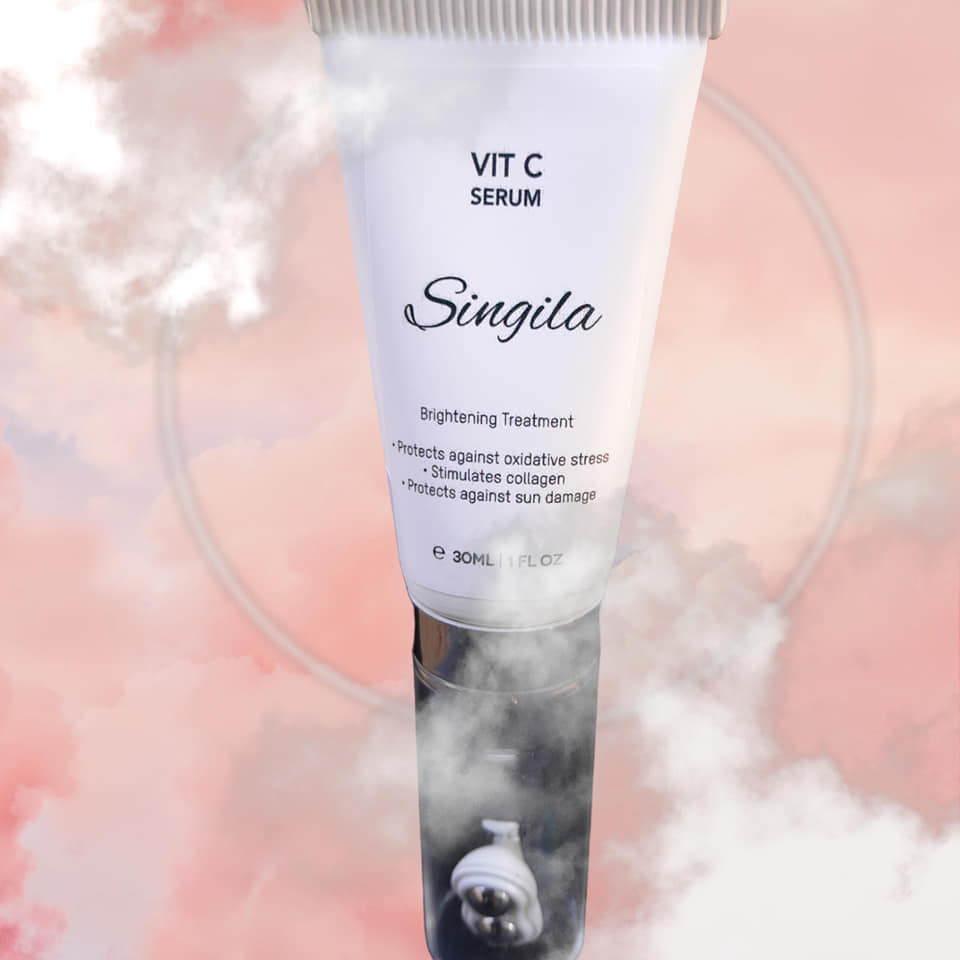 VIT C
SERUM
Singila
Brightening Treatment
• Protects against oxidative stress
• Stimulates collagen
• Protects against sun damage
e 30ML | 1 FL OZ